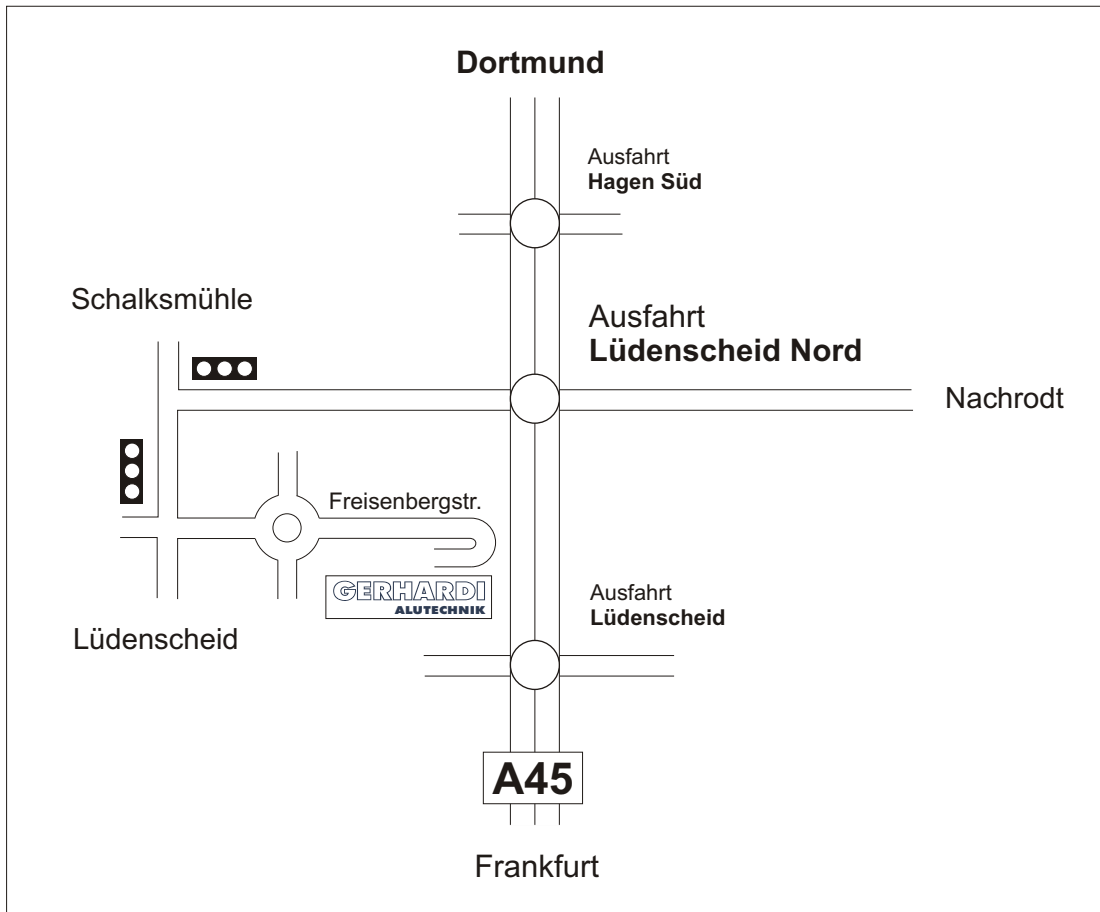 Dortmund
Ausfahrt
Hagen Süd
Schalksmühle
Ausfahrt
Lüdenscheid Nord
Nachrodt
Freisenbergstr.
GERHARDI
ALUTECHNIK
Ausfahrt
Lüdenscheid
Lüdenscheid
A45
Frankfurt